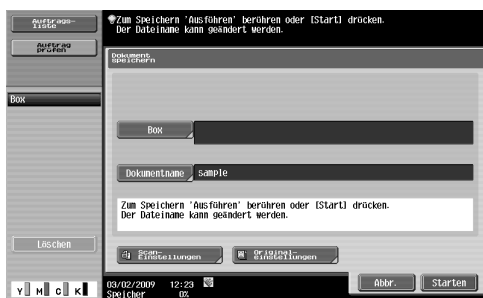 Auftrags-
liste
Auftrag
prüfen
Zum Speichern 'Ausführen' berühren oder [Start] drücken.
Der Dateiname kann geändert werden.
Dokument
speichern
Box
Box
Dokumentname
sample
Zum Speichern 'Ausführen' berühren oder [Start] drücken.
Der Dateiname kann geändert werden.
Löschen
Scan-
Einstellungen
Original-
einstellungen
Y M C K
03/02/2009 12:23
Speicher 0%
Abbr.
Starten